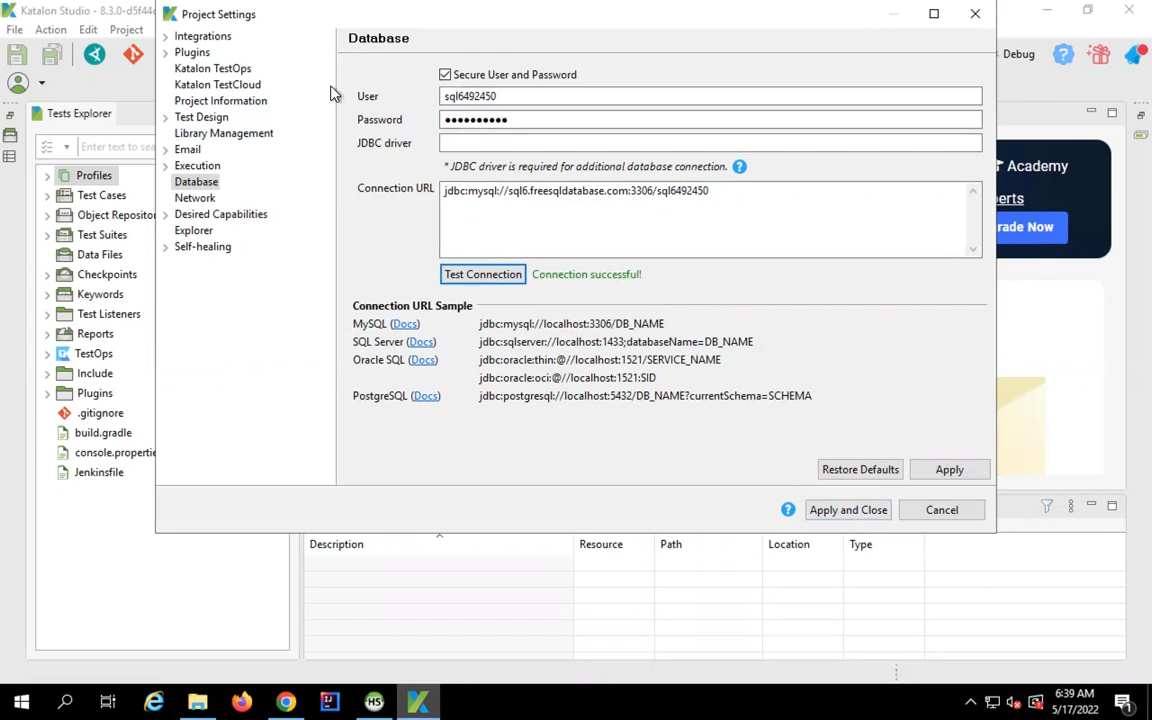 Katalon Studio - 8.3.0-d5f44
Project Settings
File Action Edit Project
Debug
Tests Explorer
Enter text to sea
Profiles
Test Cases
Object Reposito
Test Suites
Data Files
Checkpoints
Keywords
Test Listeners
Reports
TestOps
Include
Plugins
.gitignore
build.gradle
console.propertie
Jenkinsfile
Integrations
Plugins
Katalon TestOps
Katalon TestCloud
Project Information
Test Design
Library Management
Email
Execution
Database
Network
Desired Capabilities
Explorer
Self-healing
Database
Secure User and Password
User sql6492450
Password ●●●●●●●●●●
JDBC driver
* JDBC driver is required for additional database connection.
Connection URL jdbc:mysql://sql6.freesqldatabase.com:3306/sql6492450
Test Connection Connection successful!
Connection URL Sample
MySQL (Docs) jdbc:mysql://localhost:3306/DB_NAME
SQL Server (Docs) jdbc:sqlserver://localhost:1433;databaseName=DB_NAME
Oracle SQL (Docs) jdbc:oracle:thin:@//localhost:1521/SERVICE_NAME
jdbc:oracle:oci:@//localhost:1521:SID
PostgreSQL (Docs) jdbc:postgresql://localhost:5432/DB_NAME?currentSchema=SCHEMA
Restore Defaults Apply
Apply and Close Cancel
Academy
perts
rade Now
Description Resource Path Location Type
HS
6:39 AM
5/17/2022
1